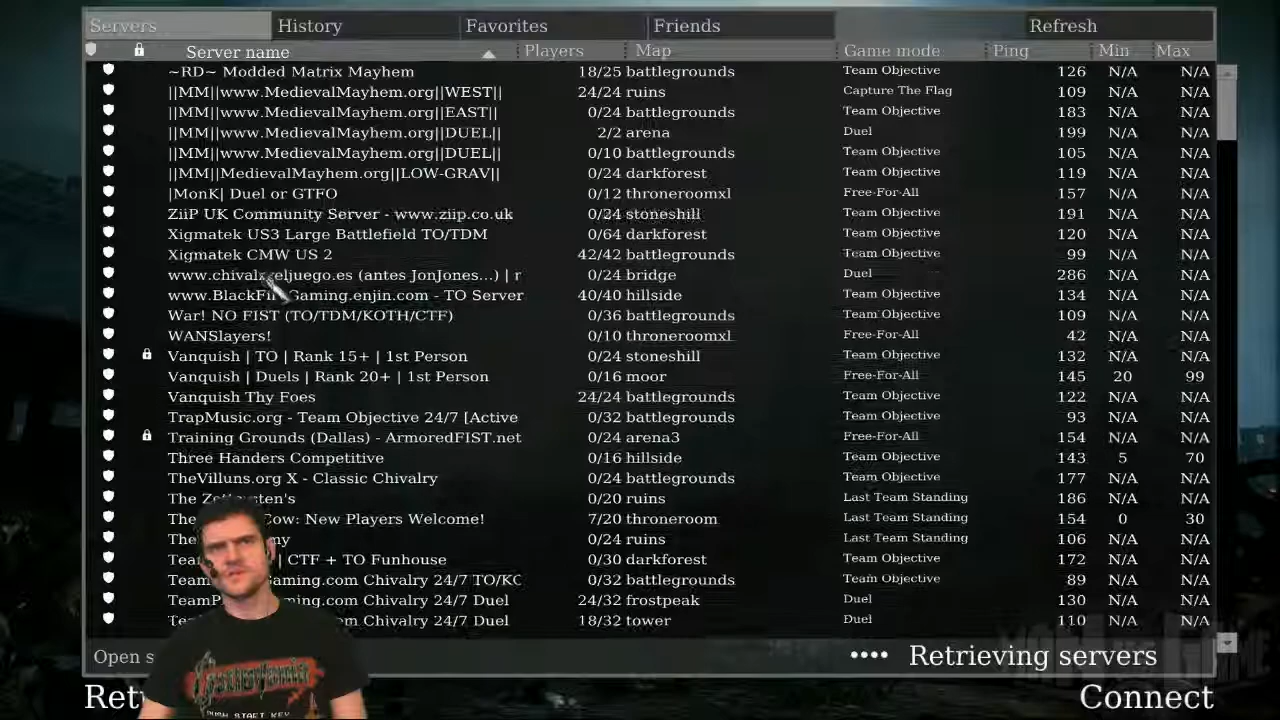 Servers History Favorites Friends Refresh
Server name Players Map Game mode Ping Min Max
~RD~ Modded Matrix Mayhem 18/25 battlegrounds Team Objective 126 N/A N/A
||MM||www.MedievalMayhem.org||WEST|| 24/24 ruins Capture The Flag 109 N/A N/A
||MM||www.MedievalMayhem.org||EAST|| 0/24 battlegrounds Team Objective 183 N/A N/A
||MM||www.MedievalMayhem.org||DUEL|| 2/2 arena Duel 199 N/A N/A
||MM||www.MedievalMayhem.org||DUEL|| 0/10 battlegrounds Team Objective 105 N/A N/A
||MM||MedievalMayhem.org||LOW-GRAV|| 0/24 darkforest Team Objective 119 N/A N/A
|MonK| Duel or GTFO 0/12 throneroomxl Free-For-All 157 N/A N/A
ZiiP UK Community Server - www.ziip.co.uk 0/24 stoneshill Team Objective 191 N/A N/A
Xigmatek US3 Large Battlefield TO/TDM 0/64 darkforest Team Objective 120 N/A N/A
Xigmatek CMW US 2 42/42 battlegrounds Team Objective 99 N/A N/A
(antes JonJones...) | r 0/24 bridge Duel 286 N/A N/A
TO Server 40/40 hillside Team Objective 134 N/A N/A
War! NO FIST (TO/TDM/KOTH/CTF) 0/36 battlegrounds Team Objective 109 N/A N/A
WANSlayers! 0/10 throneroomxl Free-For-All 42 N/A N/A
Vanquish | TO | Rank 15+ | 1st Person 0/24 stoneshill Team Objective 132 N/A N/A
Vanquish | Duels | Rank 20+ | 1st Person 0/16 moor Free-For-All 145 20 99
Vanquish Thy Foes 24/24 battlegrounds Team Objective 122 N/A N/A
TrapMusic.org - Team Objective 24/7 [Active 0/32 battlegrounds Team Objective 93 N/A N/A
Training Grounds (Dallas) - ArmoredFIST.net 0/24 arena3 Free-For-All 154 N/A N/A
Three Handers Competitive 0/16 hillside Team Objective 143 5 70
TheVilluns.org X - Classic Chivalry 0/24 battlegrounds Team Objective 177 N/A N/A
The 0/20 ruins Last Team Standing 186 N/A N/A
The Cow: New Players Welcome! 7/20 throneroom Last Team Standing 154 0 30
The 0/24 ruins Last Team Standing 106 N/A N/A
| CTF + TO Funhouse 0/30 darkforest Team Objective 172 N/A N/A
Chivalry 24/7 TO/KO 0/32 battlegrounds Team Objective 89 N/A N/A
Chivalry 24/7 Duel 24/32 frostpeak Duel 130 N/A N/A
Chivalry 24/7 Duel 18/32 tower Duel 110 N/A N/A
Open s
Retrieving servers
Connect